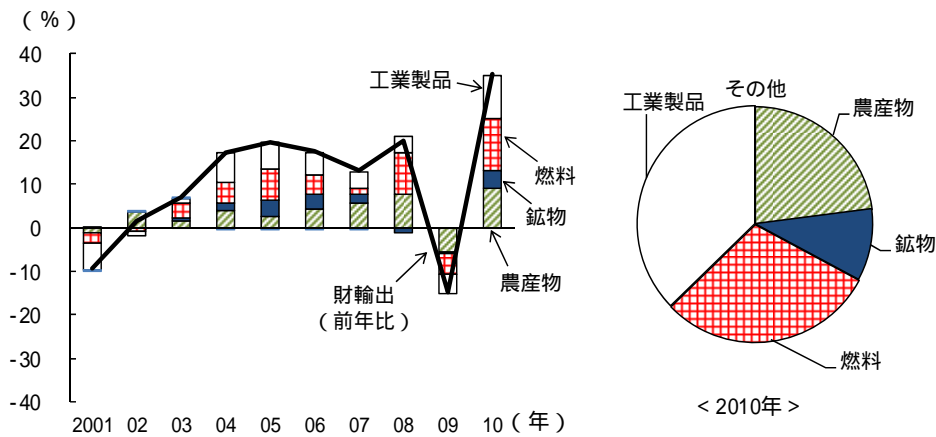 （％）
40
30
20
10
0
-10
-20
-30
-40
2001 02 03 04 05 06 07 08 09 10 （年）
工業製品
燃料
鉱物
農産物
財輸出
（前年比）
その他
工業製品
農産物
鉱物
燃料
＜2010年＞